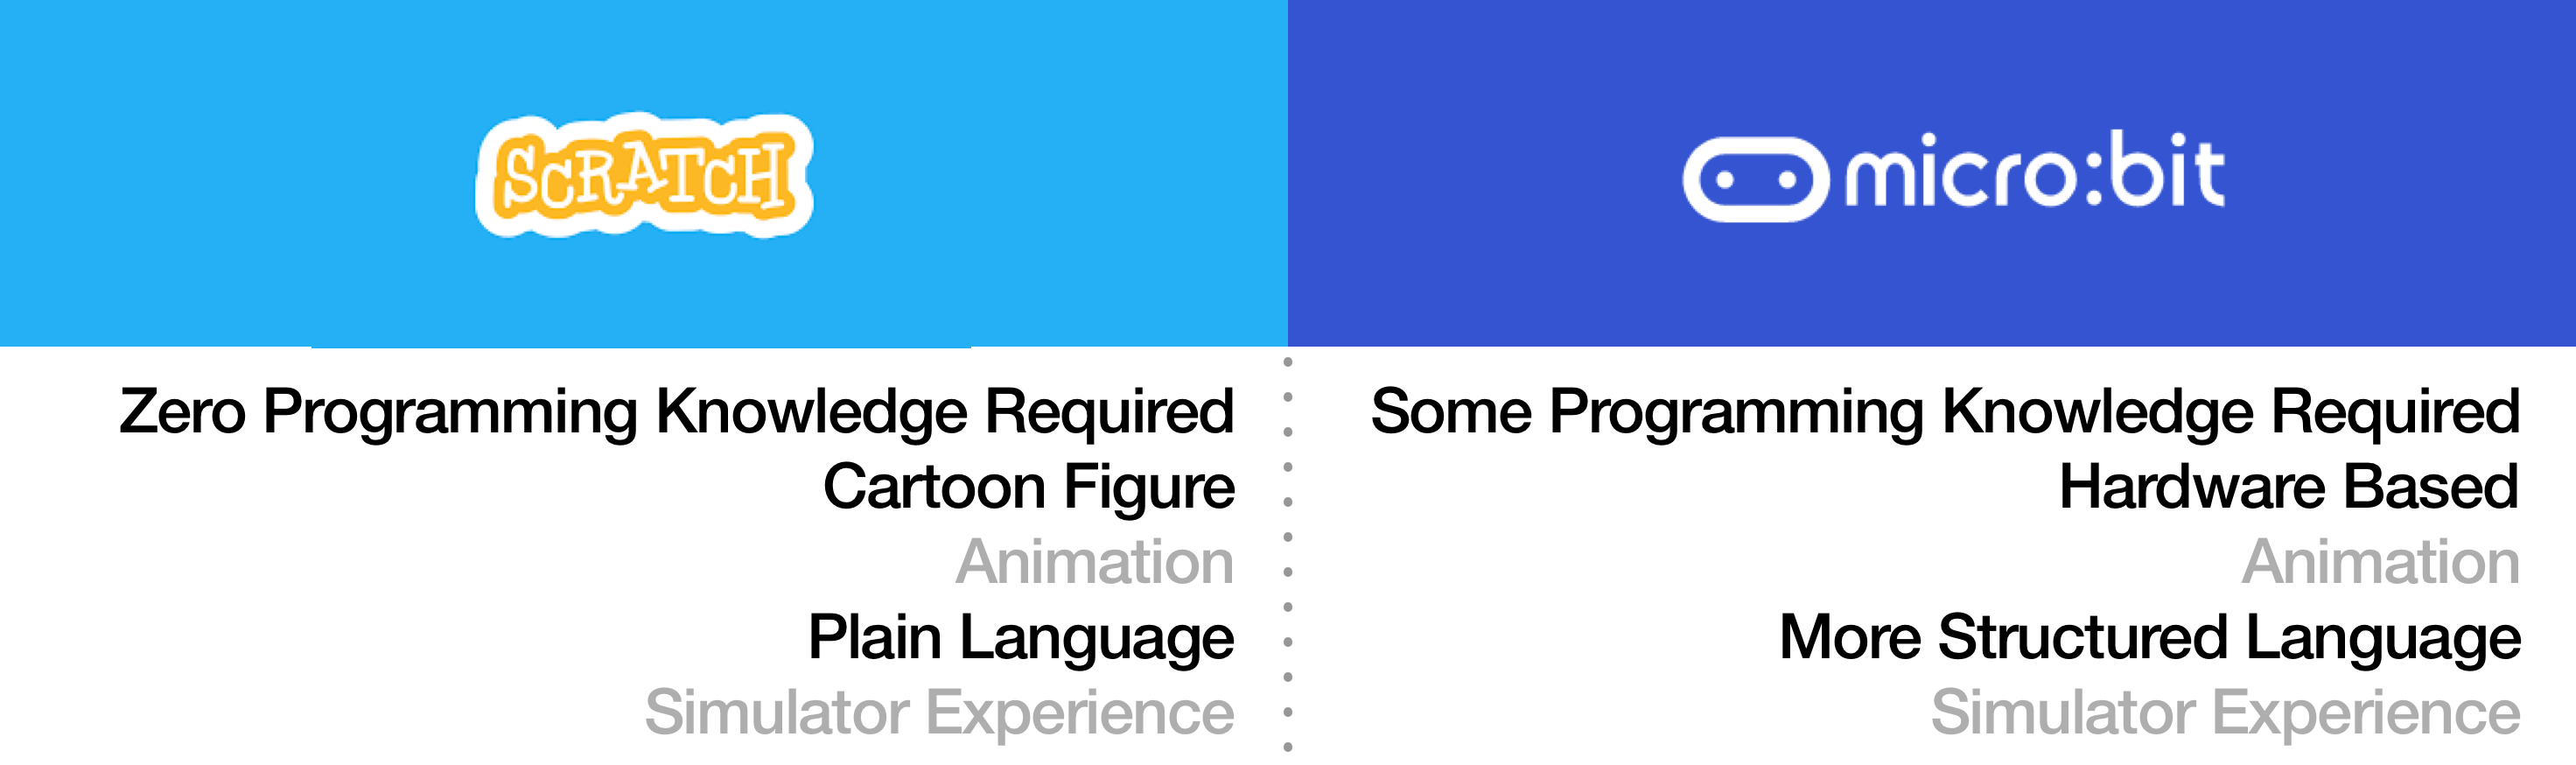 SCRATCH
Zero Programming Knowledge Required
Cartoon Figure
Animation
Plain Language
Simulator Experience
micro:bit
Some Programming Knowledge Required
Hardware Based
Animation
More Structured Language
Simulator Experience